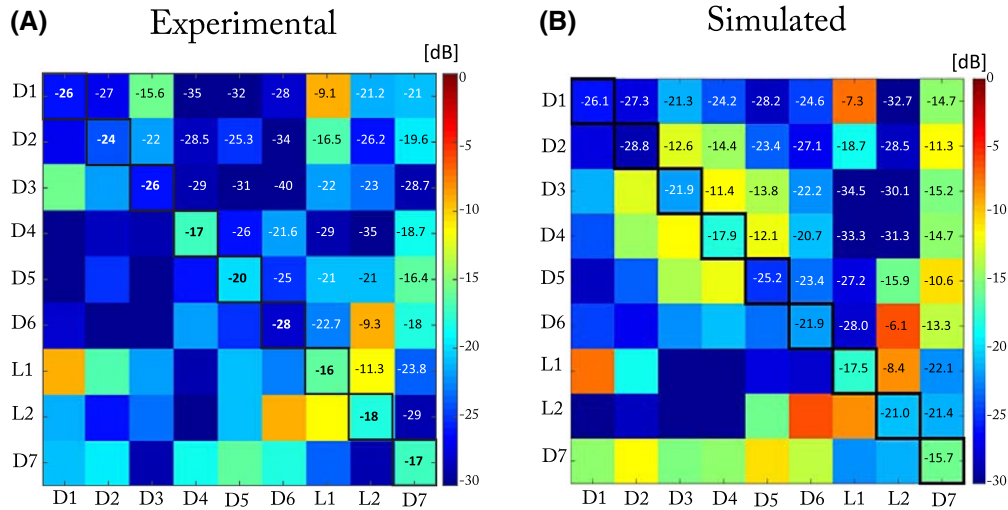 (A) Experimental
[dB]
D1 -26 -27 -15.6 -35 -32 -28 -9.1 -21.2 -21
D2 -24 -22 -28.5 -25.3 -34 -16.5 -26.2 -19.6
D3 -26 -29 -31 -40 -22 -23 -28.7
D4 -17 -26 -21.6 -29 -35 -18.7
D5 -20 -25 -21 -21 -16.4
D6 -28 -22.7 -9.3 -18
L1 -16 -11.3 -23.8
L2 -18 -29
D7 -17
D1 D2 D3 D4 D5 D6 L1 L2 D7
0
-5
-10
-15
-20
-25
-30
(B) Simulated
[dB]
D1 -26.1 -27.3 -21.3 -24.2 -28.2 -24.6 -7.3 -32.7 -14.7
D2 -28.8 -12.6 -14.4 -23.4 -27.1 -18.7 -28.5 -11.3
D3 -21.9 -11.4 -13.8 -22.2 -34.5 -30.1 -15.2
D4 -17.9 -12.1 -20.7 -33.3 -31.3 -14.7
D5 -25.2 -23.4 -27.2 -15.9 -10.6
D6 -21.9 -28.0 -6.1 -13.3
L1 -17.5 -8.4 -22.1
L2 -21.0 -21.4
D7 -15.7
D1 D2 D3 D4 D5 D6 L1 L2 D7
0
-5
-10
-15
-20
-25
-30